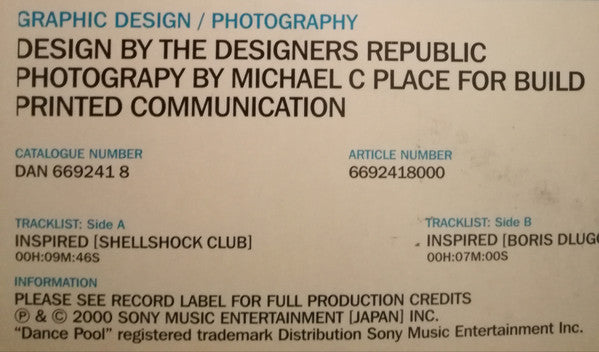 GRAPHIC DESIGN / PHOTOGRAPHY
DESIGN BY THE DESIGNERS REPUBLIC
PHOTOGRAPY BY MICHAEL C PLACE FOR BUILD
PRINTED COMMUNICATION
CATALOGUE NUMBER ARTICLE NUMBER
DAN 669241 8 6692418000
TRACKLIST: Side A TRACKLIST: Side B
INSPIRED [SHELLSHOCK CLUB] INSPIRED [BORIS
00H:09M:46S 00H:07M:00S
INFORMATION
PLEASE SEE RECORD LABEL FOR FULL PRODUCTION CREDITS
℗ & © 2000 SONY MUSIC ENTERTAINMENT [JAPAN] INC.
“Dance Pool” registered trademark Distribution Sony Music Entertainment Inc.